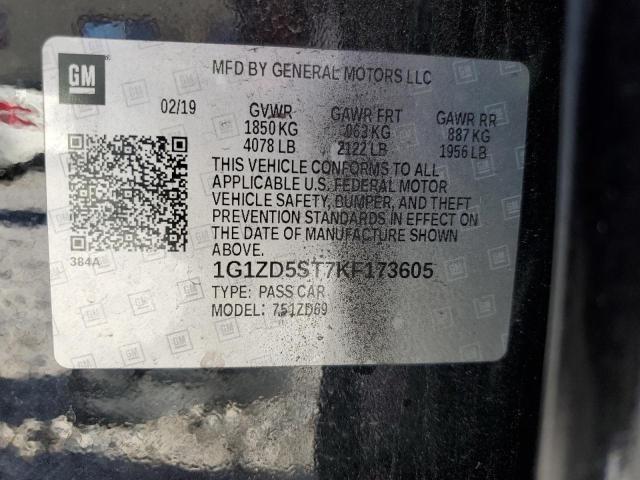 GM
MFD BY GENERAL MOTORS LLC
02/19 GVWR GAWR FRT GAWR RR
1850 KG 963 KG 887 KG
4078 LB 2122 LB 1956 LB
THIS VEHICLE CONFORMS TO ALL
APPLICABLE U.S. FEDERAL MOTOR
VEHICLE SAFETY, BUMPER, AND THEFT
PREVENTION STANDARDS IN EFFECT ON
THE DATE OF MANUFACTURE SHOWN
ABOVE.
384A
1G1ZD5ST7KF173605
TYPE: PASS CAR
MODEL: 751ZD69